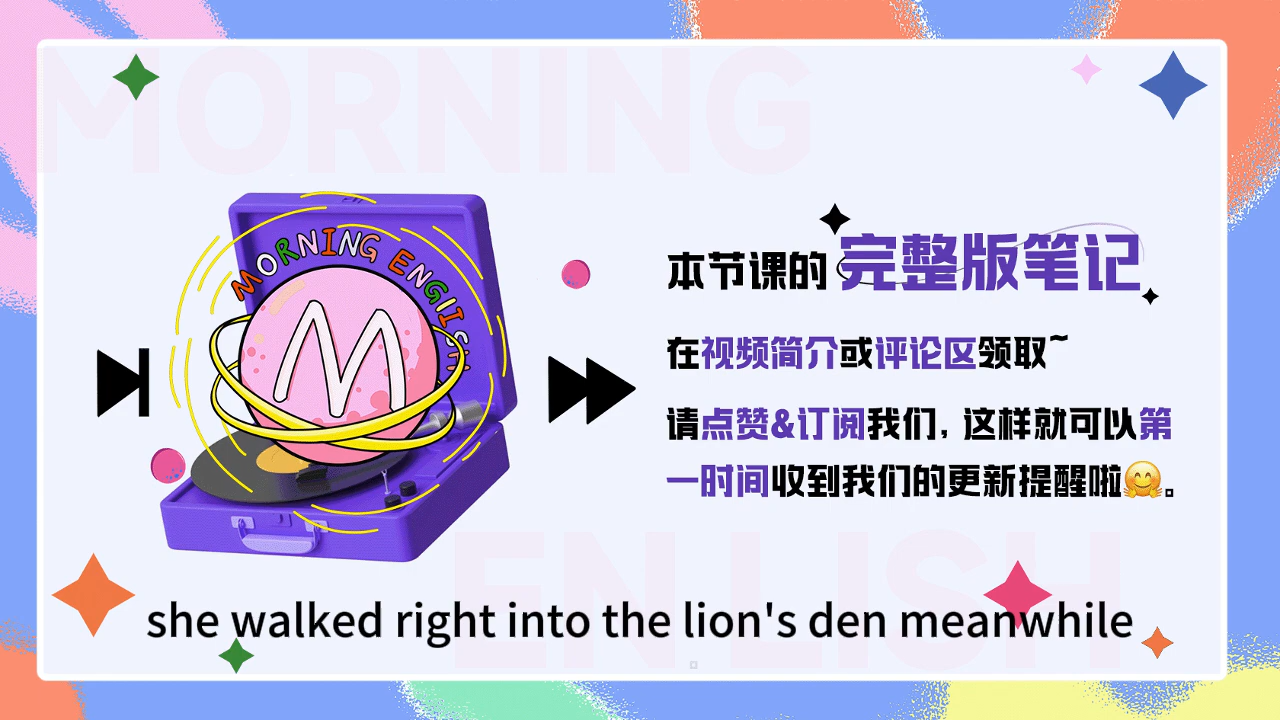 MORNING
MORNING ENGlISH
M
本节课的 完整版笔记
在视频简介或评论区领取~
请点赞&订阅我们, 这样就可以第
一时间收到我们的更新提醒啦🤗。
EN LISH
she walked right into the lion's den meanwhile